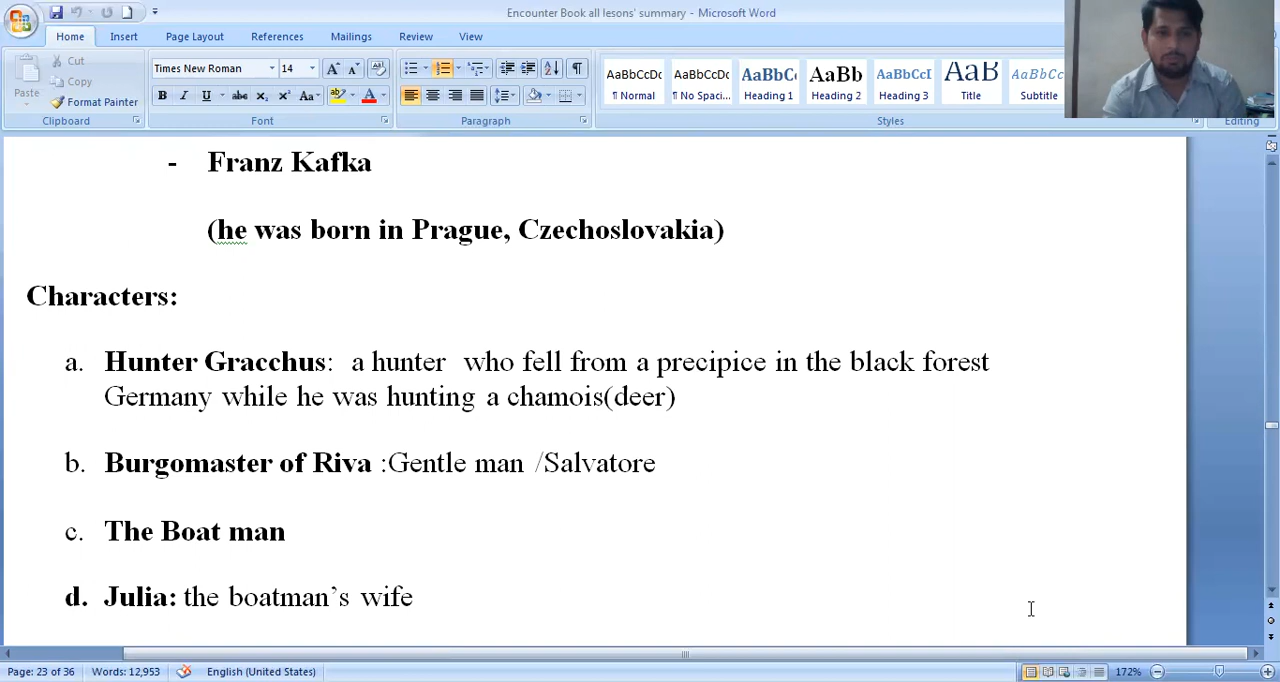 Encounter Book all lesons' summary - Microsoft Word
Home Insert Page Layout References Mailings Review View
Paste Cut Copy Format Painter
Times New Roman 14
B I U abc X₂ X² Aa A
AaBbCcDc AaBbCcDc AaBbC AaBb AaBbCcI AaB AaBbCcL
¶ Normal ¶ No Spaci... Heading 1 Heading 2 Heading 3 Title Subtitle
Clipboard Font Paragraph Styles Editing
- Franz Kafka
(he was born in Prague, Czechoslovakia)
Characters:
a. Hunter Gracchus: a hunter who fell from a precipice in the black forest
Germany while he was hunting a chamois(deer)
b. Burgomaster of Riva :Gentle man /Salvatore
c. The Boat man
d. Julia: the boatman’s wife
Page: 23 of 36 Words: 12,953 English (United States) 172%